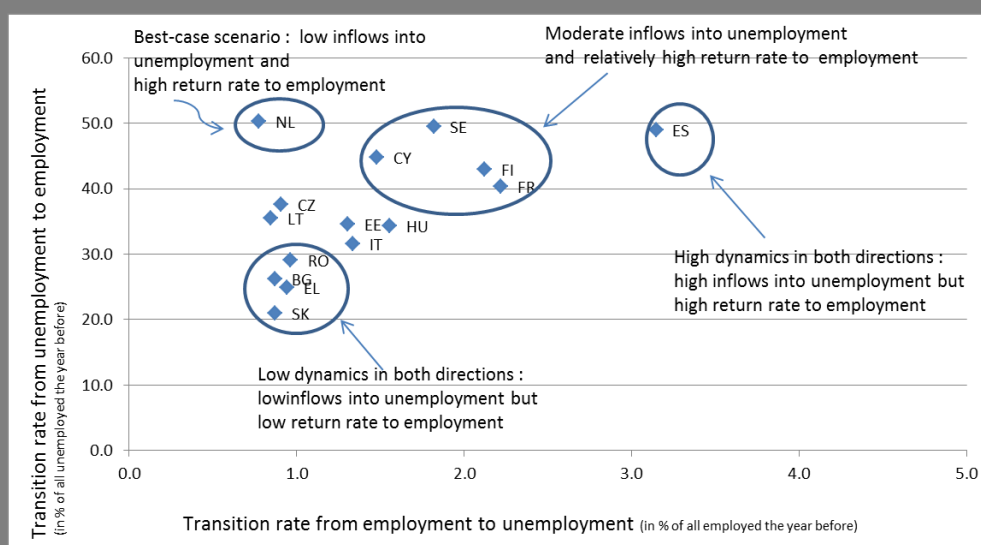 Best-case scenario : low inflows into
unemployment and
high return rate to employment
Moderate inflows into unemployment
and relatively high return rate to employment
60.0
50.0
40.0
30.0
20.0
10.0
0.0
NL
SE
CY
FI
FR
ES
CZ
LT
EE
HU
IT
RO
BG
EL
SK
High dynamics in both directions :
high inflows into unemployment but
high return rate to employment
Low dynamics in both directions :
lowinflows into unemployment but
low return rate to employment
0.0
1.0
2.0
3.0
4.0
5.0
Transition rate from unemployment to employment
(in % of all unemployed the year before)
Transition rate from employment to unemployment (in % of all employed the year before)